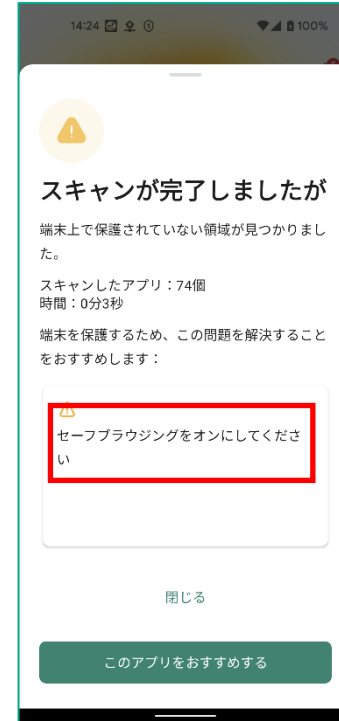 14:24 100%
スキャンが完了しましたが
端末上で保護されていない領域が見つかりまし
た。
スキャンしたアプリ：74個
時間：0分3秒
端末を保護するため、この問題を解決すること
をおすすめします：
セーフブラウジングをオンにしてくださ
い
閉じる
このアプリをおすすめする